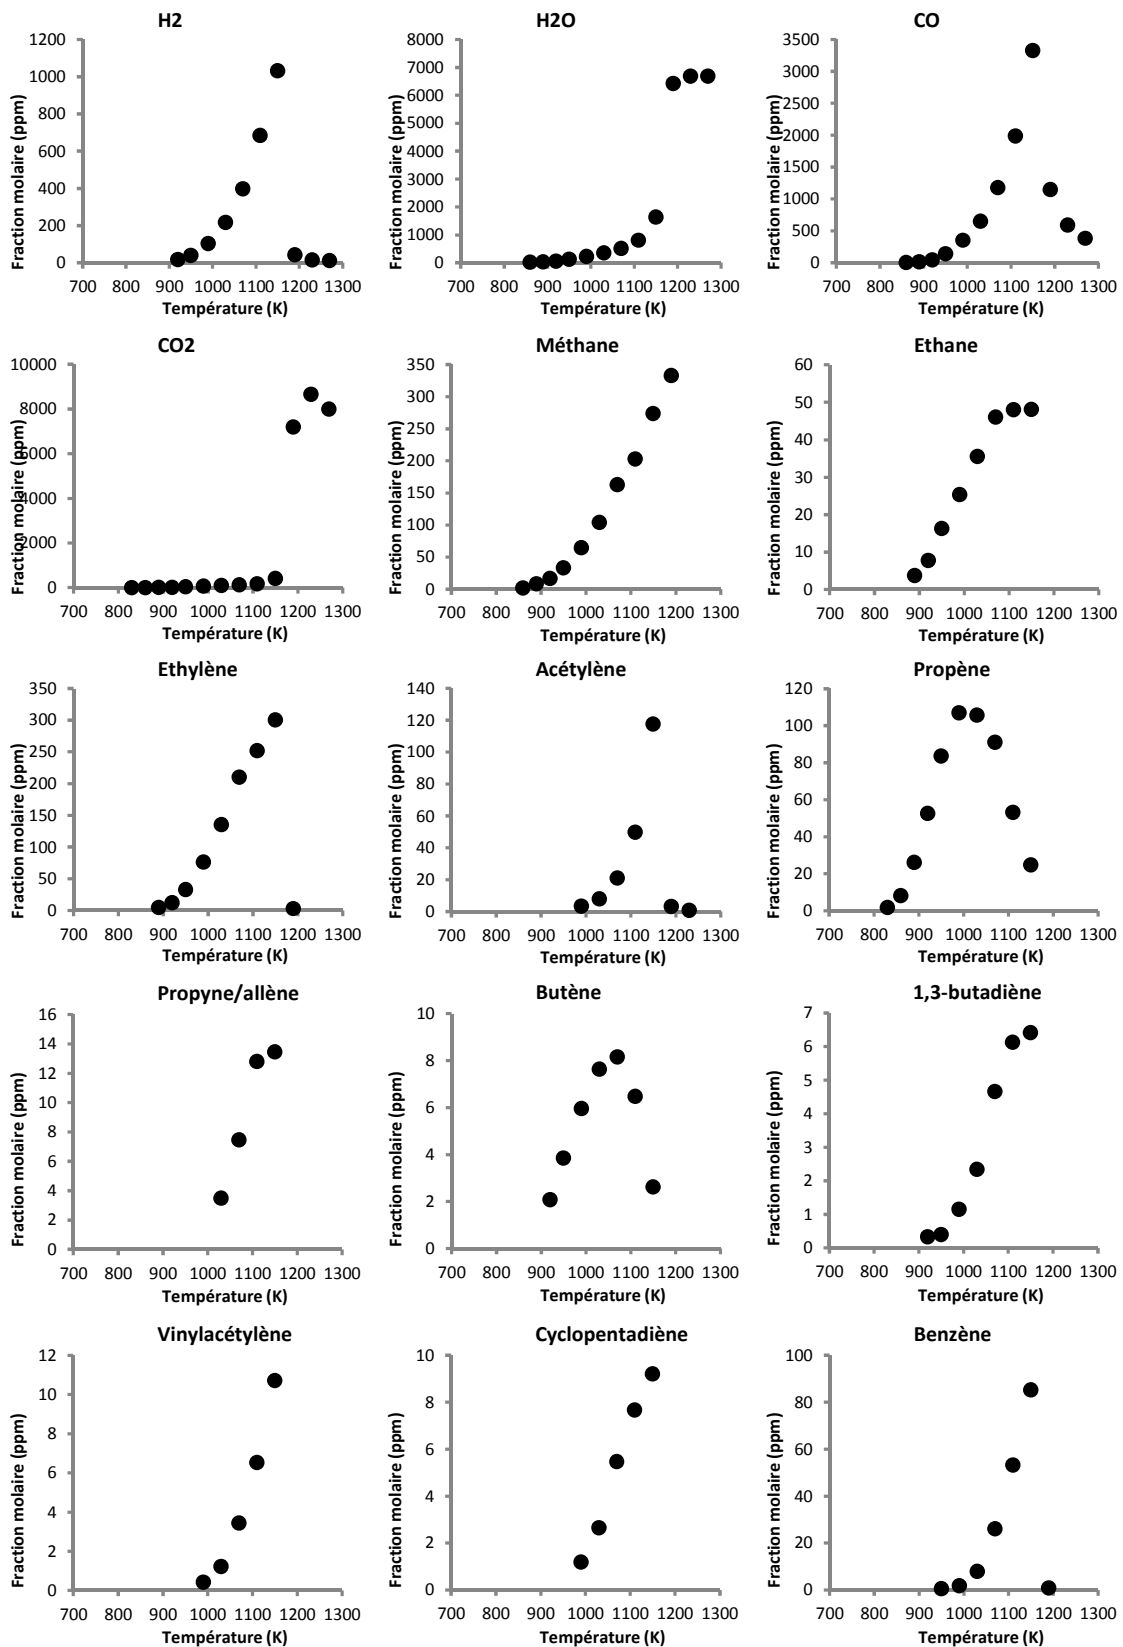 H2
Fraction molaire (ppm)
1200
1000
800
600
400
200
0
700 800 900 1000 1100 1200 1300
Température (K)
H2O
Fraction molaire (ppm)
8000
7000
6000
5000
4000
3000
2000
1000
0
700 800 900 1000 1100 1200 1300
Température (K)
CO
Fraction molaire (ppm)
3500
3000
2500
2000
1500
1000
500
0
700 800 900 1000 1100 1200 1300
Température (K)
CO2
Fraction molaire (ppm)
10000
8000
6000
4000
2000
0
700 800 900 1000 1100 1200 1300
Température (K)
Méthane
Fraction molaire (ppm)
350
300
250
200
150
100
50
0
700 800 900 1000 1100 1200 1300
Température (K)
Ethane
Fraction molaire (ppm)
60
50
40
30
20
10
0
700 800 900 1000 1100 1200 1300
Température (K)
Ethylène
Fraction molaire (ppm)
350
300
250
200
150
100
50
0
700 800 900 1000 1100 1200 1300
Température (K)
Acétylène
Fraction molaire (ppm)
140
120
100
80
60
40
20
0
700 800 900 1000 1100 1200 1300
Température (K)
Propène
Fraction molaire (ppm)
120
100
80
60
40
20
0
700 800 900 1000 1100 1200 1300
Température (K)
Propyne/allène
Fraction molaire (ppm)
16
14
12
10
8
6
4
2
0
700 800 900 1000 1100 1200 1300
Température (K)
Butène
Fraction molaire (ppm)
10
8
6
4
2
0
700 800 900 1000 1100 1200 1300
Température (K)
1,3-butadiène
Fraction molaire (ppm)
7
6
5
4
3
2
1
0
700 800 900 1000 1100 1200 1300
Température (K)
Vinylacétylène
Fraction molaire (ppm)
12
10
8
6
4
2
0
700 800 900 1000 1100 1200 1300
Température (K)
Cyclopentadiène
Fraction molaire (ppm)
10
8
6
4
2
0
700 800 900 1000 1100 1200 1300
Température (K)
Benzène
Fraction molaire (ppm)
100
80
60
40
20
0
700 800 900 1000 1100 1200 1300
Température (K)